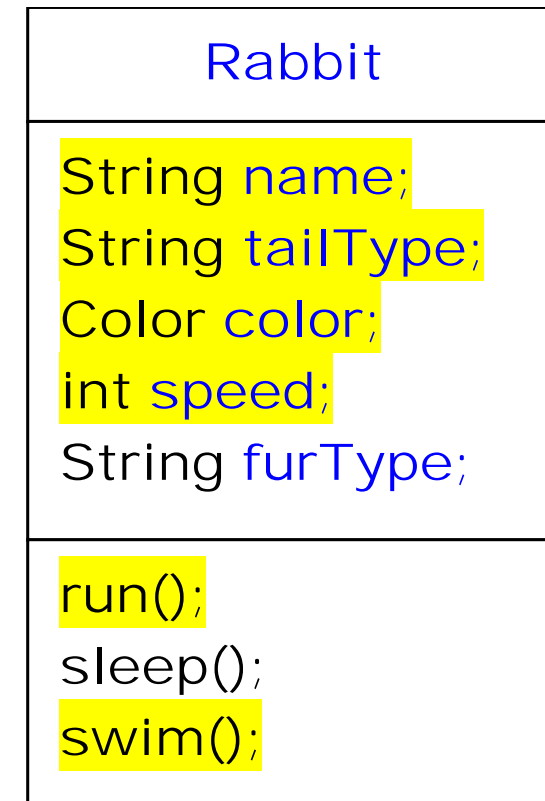 Rabbit
String name;
String tailType;
Color color;
int speed;
String furType;
run();
sleep();
swim();